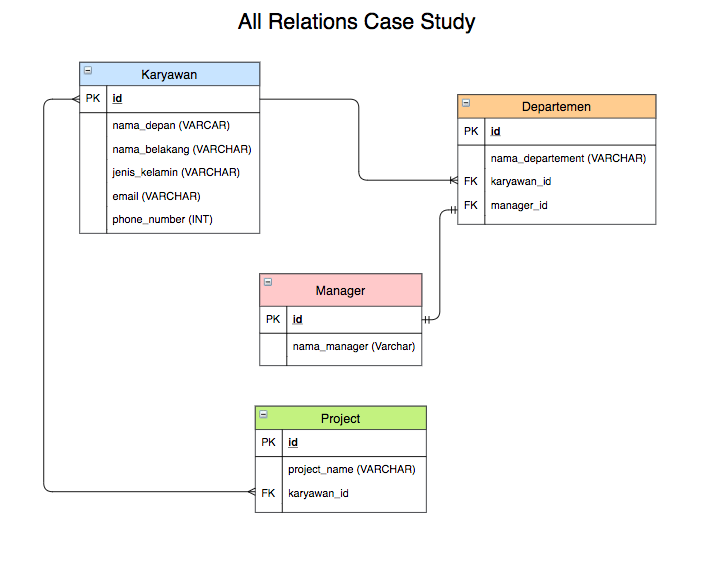 All Relations Case Study
Karyawan
PK id
nama_depan (VARCAR)
nama_belakang (VARCHAR)
jenis_kelamin (VARCHAR)
email (VARCHAR)
phone_number (INT)
Departemen
PK id
nama_departement (VARCHAR)
FK karyawan_id
FK manager_id
Manager
PK id
nama_manager (Varchar)
Project
PK id
project_name (VARCHAR)
FK karyawan_id